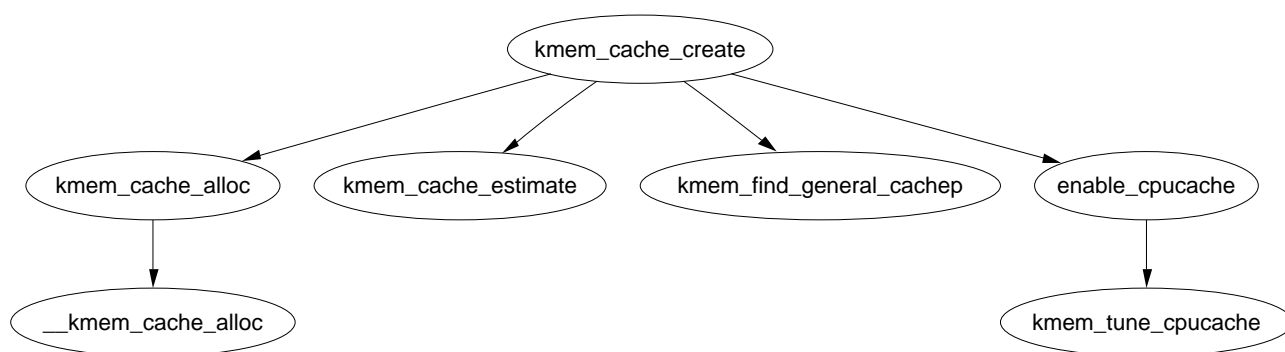 kmem_cache_create
kmem_cache_alloc
kmem_cache_estimate
kmem_find_general_cachep
enable_cpucache
__kmem_cache_alloc
kmem_tune_cpucache